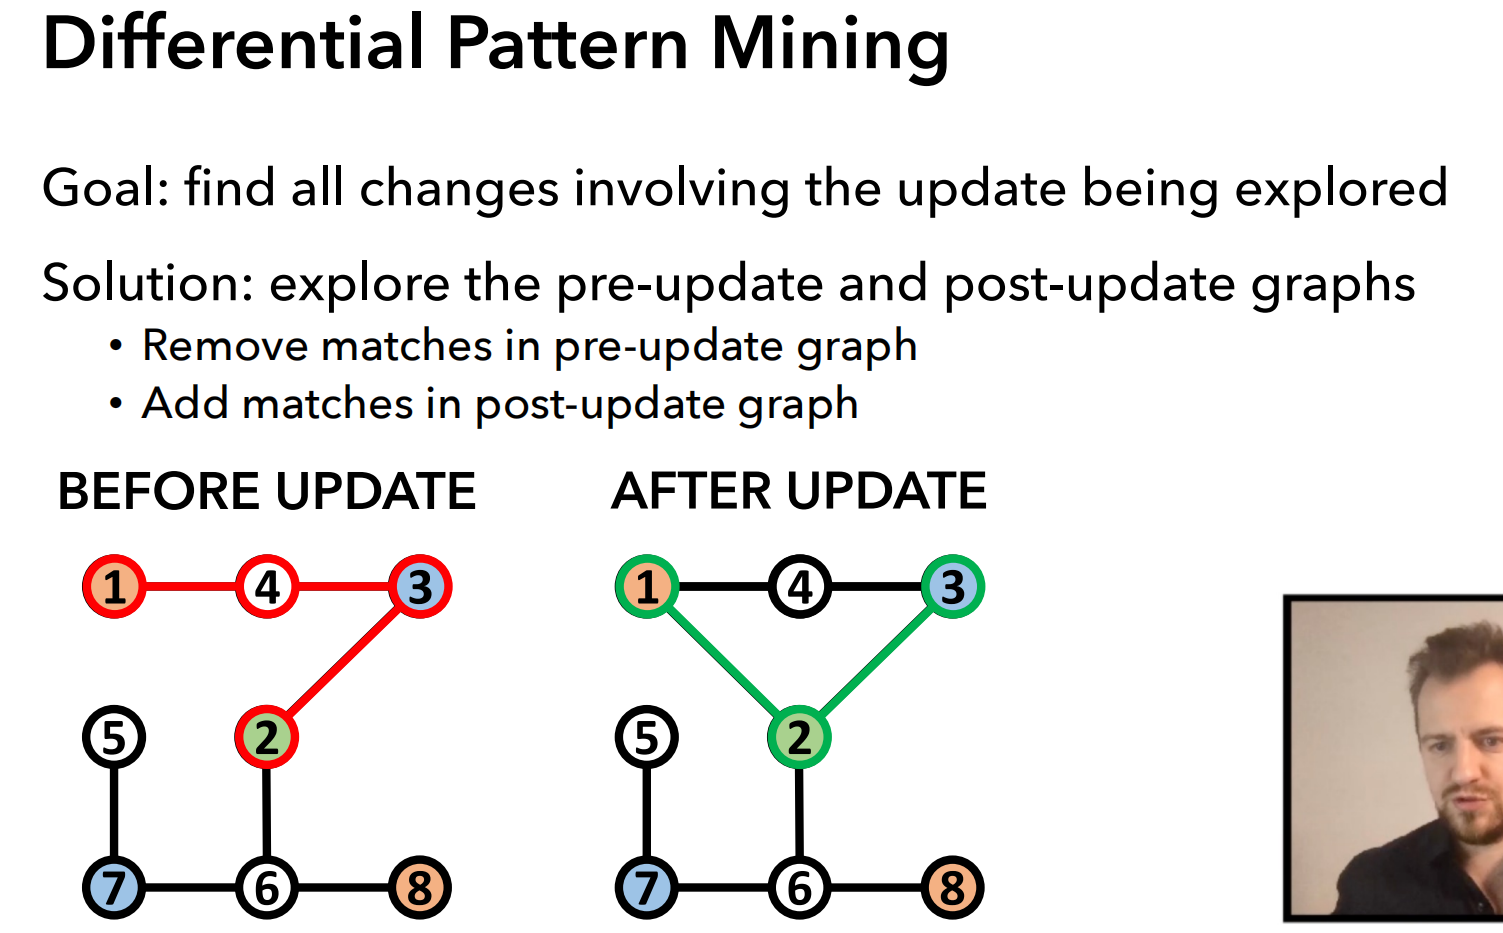 Differential Pattern Mining
Goal: find all changes involving the update being explored
Solution: explore the pre-update and post-update graphs
• Remove matches in pre-update graph
• Add matches in post-update graph
BEFORE UPDATE
1 4 3
5 2
7 6 8
AFTER UPDATE
1 4 3
5 2
7 6 8